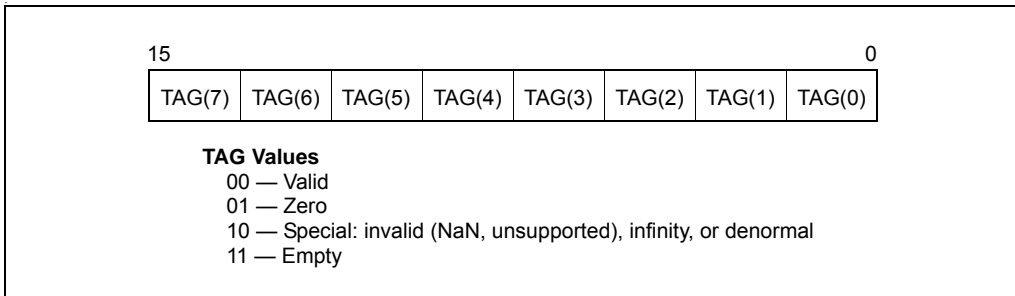 15 0
TAG(7) TAG(6) TAG(5) TAG(4) TAG(3) TAG(2) TAG(1) TAG(0)
TAG Values
00 — Valid
01 — Zero
10 — Special: invalid (NaN, unsupported), infinity, or denormal
11 — Empty